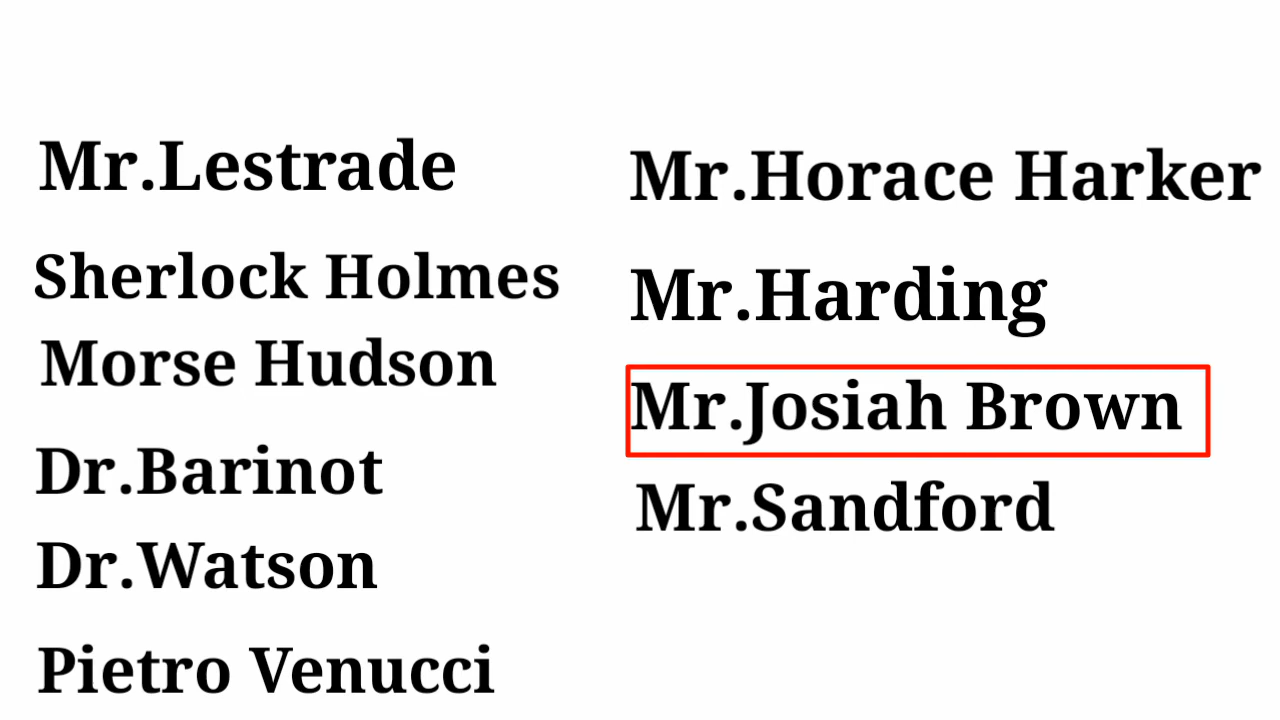 Mr.Lestrade
Sherlock Holmes
Morse Hudson
Dr.Barinot
Dr.Watson
Pietro Venucci
Mr.Horace Harker
Mr.Harding
Mr.Josiah Brown
Mr.Sandford